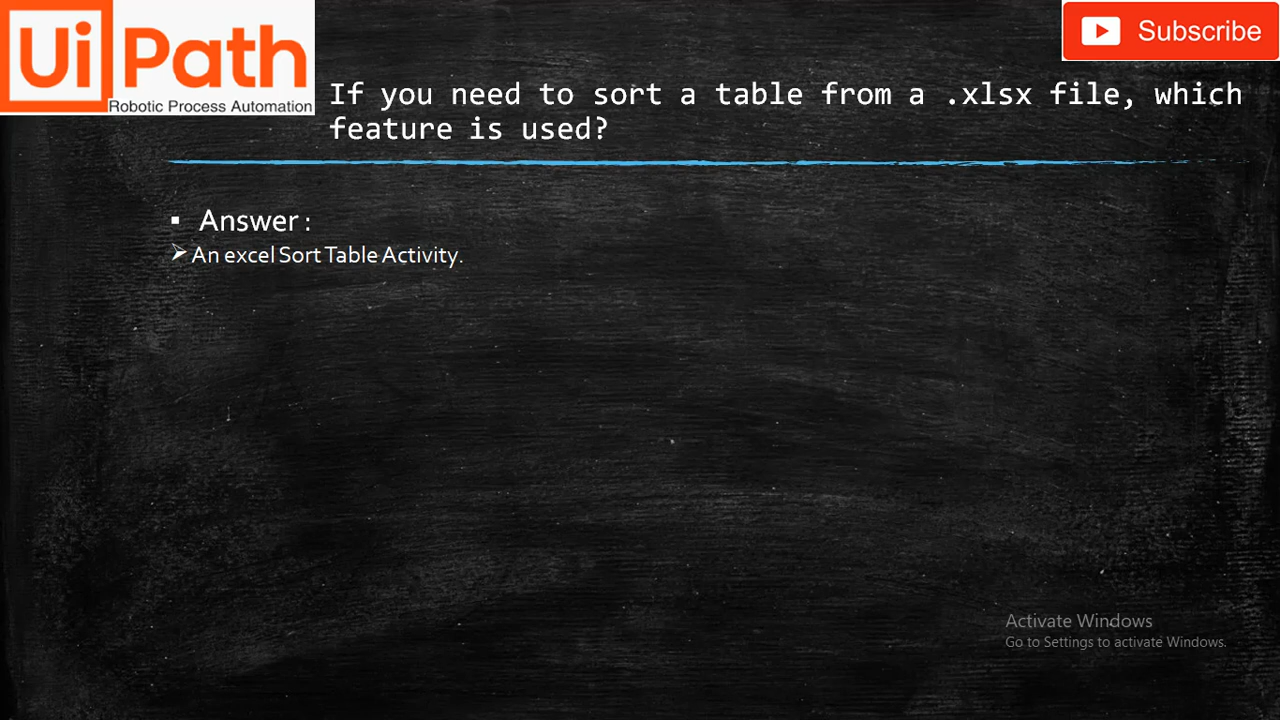 UiPath
Robotic Process Automation
Subscribe
If you need to sort a table from a .xlsx file, which
feature is used?
▪ Answer :
➢ An excel Sort Table Activity.
Activate Windows
Go to Settings to activate Windows.